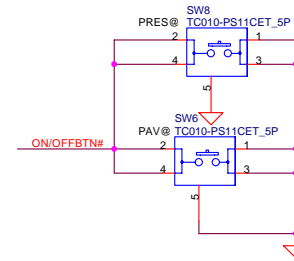 SW8
PRES@ TC010-PS11CET_5P
2 1
4 3
5
SW6
PAV@ TC010-PS11CET_5P
ON/OFFBTN# 2 1
4 3
5